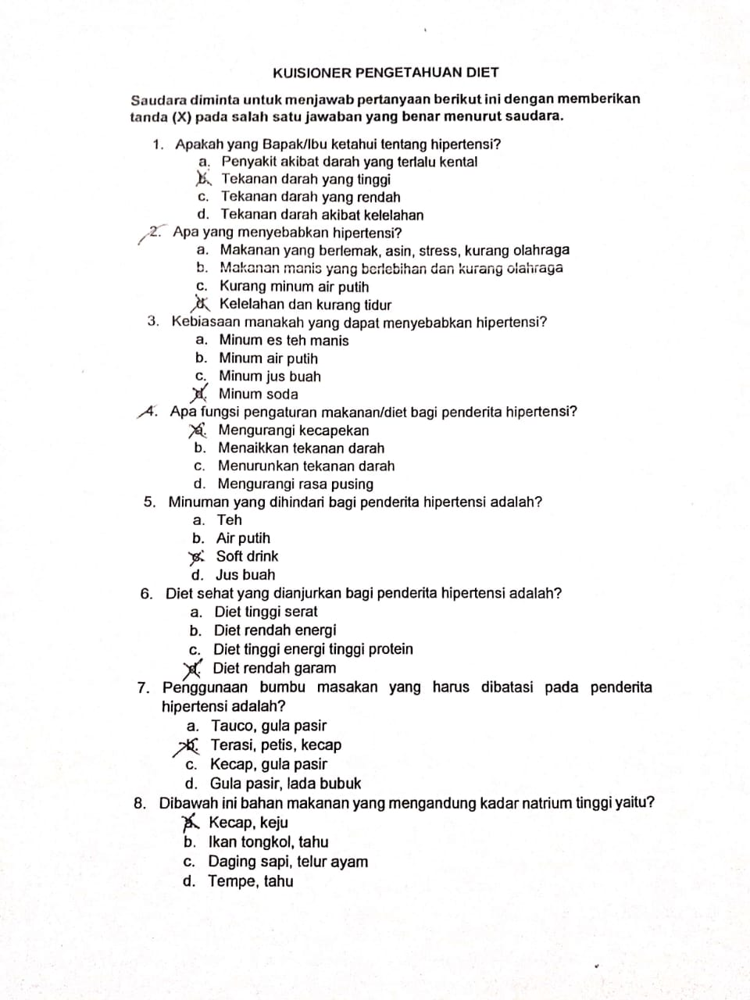 KUISIONER PENGETAHUAN DIET
Saudara diminta untuk menjawab pertanyaan berikut ini dengan memberikan
tanda (X) pada salah satu jawaban yang benar menurut saudara.
1. Apakah yang Bapak/Ibu ketahui tentang hipertensi?
a. Penyakit akibat darah yang terlalu kental
b. Tekanan darah yang tinggi
c. Tekanan darah yang rendah
d. Tekanan darah akibat kelelahan
2. Apa yang menyebabkan hipertensi?
a. Makanan yang berlemak, asin, stress, kurang olahraga
b. Makanan manis yang berlebihan dan kurang olahraga
c. Kurang minum air putih
d. Kelelahan dan kurang tidur
3. Kebiasaan manakah yang dapat menyebabkan hipertensi?
a. Minum es teh manis
b. Minum air putih
c. Minum jus buah
d. Minum soda
4. Apa fungsi pengaturan makanan/diet bagi penderita hipertensi?
a. Mengurangi kecapekan
b. Menaikkan tekanan darah
c. Menurunkan tekanan darah
d. Mengurangi rasa pusing
5. Minuman yang dihindari bagi penderita hipertensi adalah?
a. Teh
b. Air putih
c. Soft drink
d. Jus buah
6. Diet sehat yang dianjurkan bagi penderita hipertensi adalah?
a. Diet tinggi serat
b. Diet rendah energi
c. Diet tinggi energi tinggi protein
d. Diet rendah garam
7. Penggunaan bumbu masakan yang harus dibatasi pada penderita
hipertensi adalah?
a. Tauco, gula pasir
b. Terasi, petis, kecap
c. Kecap, gula pasir
d. Gula pasir, lada bubuk
8. Dibawah ini bahan makanan yang mengandung kadar natrium tinggi yaitu?
a. Kecap, keju
b. Ikan tongkol, tahu
c. Daging sapi, telur ayam
d. Tempe, tahu